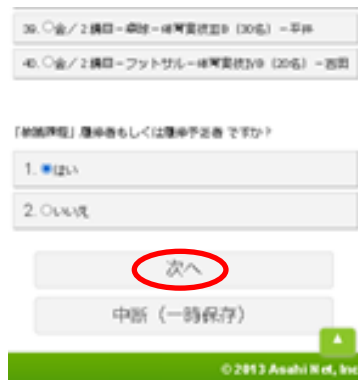 39. ○金／2講目－卓球－体育実技ⅢB（30名）－平井
40. ○金／2講目－フットサル－体育実技ⅣB（20名）－吉田
「教職課程」履修者もしくは履修予定者 ですか？
1. はい
2. ○いいえ
次へ
中断（一時保存）
©2013 Asahi Net, Inc